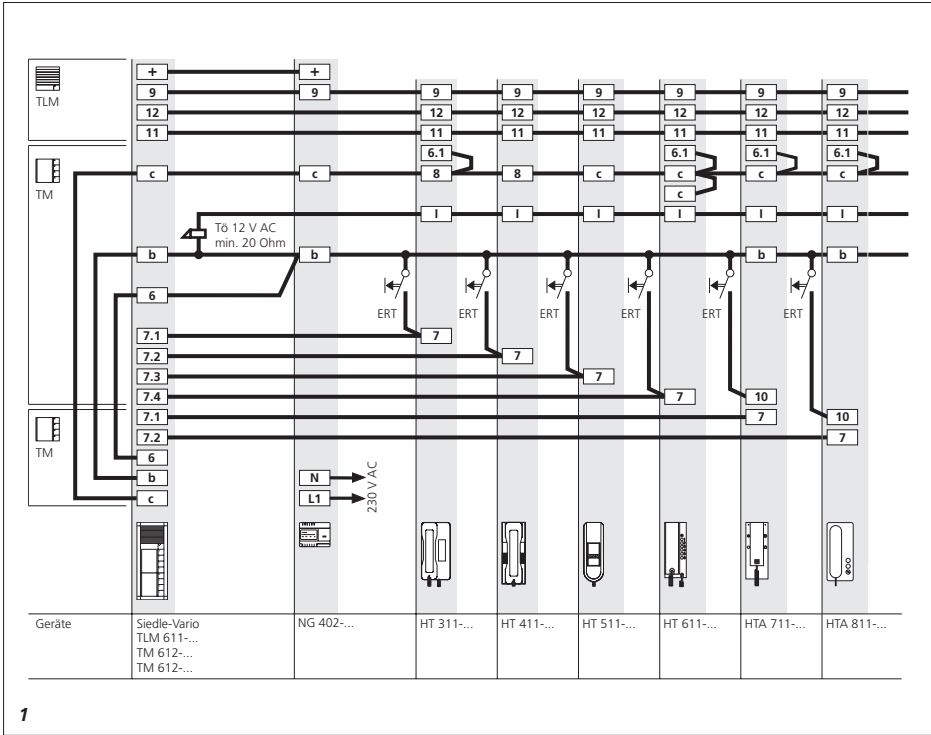 + +
TLM
9 9 9 9 9 9 9 9
12 12 12 12 12 12 12
11 11 11 11 11 11 11
6.1 6.1 6.1 6.1
TM
c c 8 8 c c c c
c
I I I I I I
Tö 12 V AC
min. 20 Ohm
b b b b
6
ERT ERT ERT ERT ERT ERT
7.1 7
7.2 7
7.3 7
7.4 7 10
7.1 7 10
TM
7.2 7
6
b N
c L1
230 V AC
Geräte
Siedle-Vario
TLM 611-...
TM 612-...
TM 612-...
NG 402-...
HT 311-...
HT 411-...
HT 511-...
HT 611-...
HTA 711-...
HTA 811-...
1